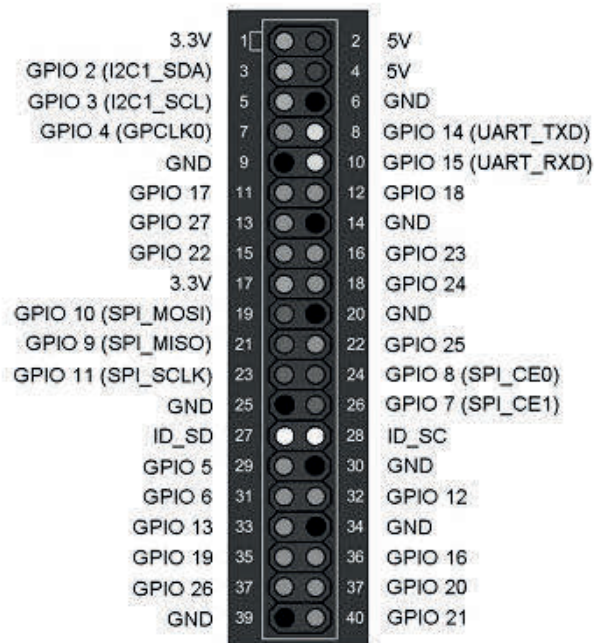 3.3V 1 2 5V
GPIO 2 (I2C1_SDA) 3 4 5V
GPIO 3 (I2C1_SCL) 5 6 GND
GPIO 4 (GPCLK0) 7 8 GPIO 14 (UART_TXD)
GND 9 10 GPIO 15 (UART_RXD)
GPIO 17 11 12 GPIO 18
GPIO 27 13 14 GND
GPIO 22 15 16 GPIO 23
3.3V 17 18 GPIO 24
GPIO 10 (SPI_MOSI) 19 20 GND
GPIO 9 (SPI_MISO) 21 22 GPIO 25
GPIO 11 (SPI_SCLK) 23 24 GPIO 8 (SPI_CE0)
GND 25 26 GPIO 7 (SPI_CE1)
ID_SD 27 28 ID_SC
GPIO 5 29 30 GND
GPIO 6 31 32 GPIO 12
GPIO 13 33 34 GND
GPIO 19 35 36 GPIO 16
GPIO 26 37 37 GPIO 20
GND 39 40 GPIO 21